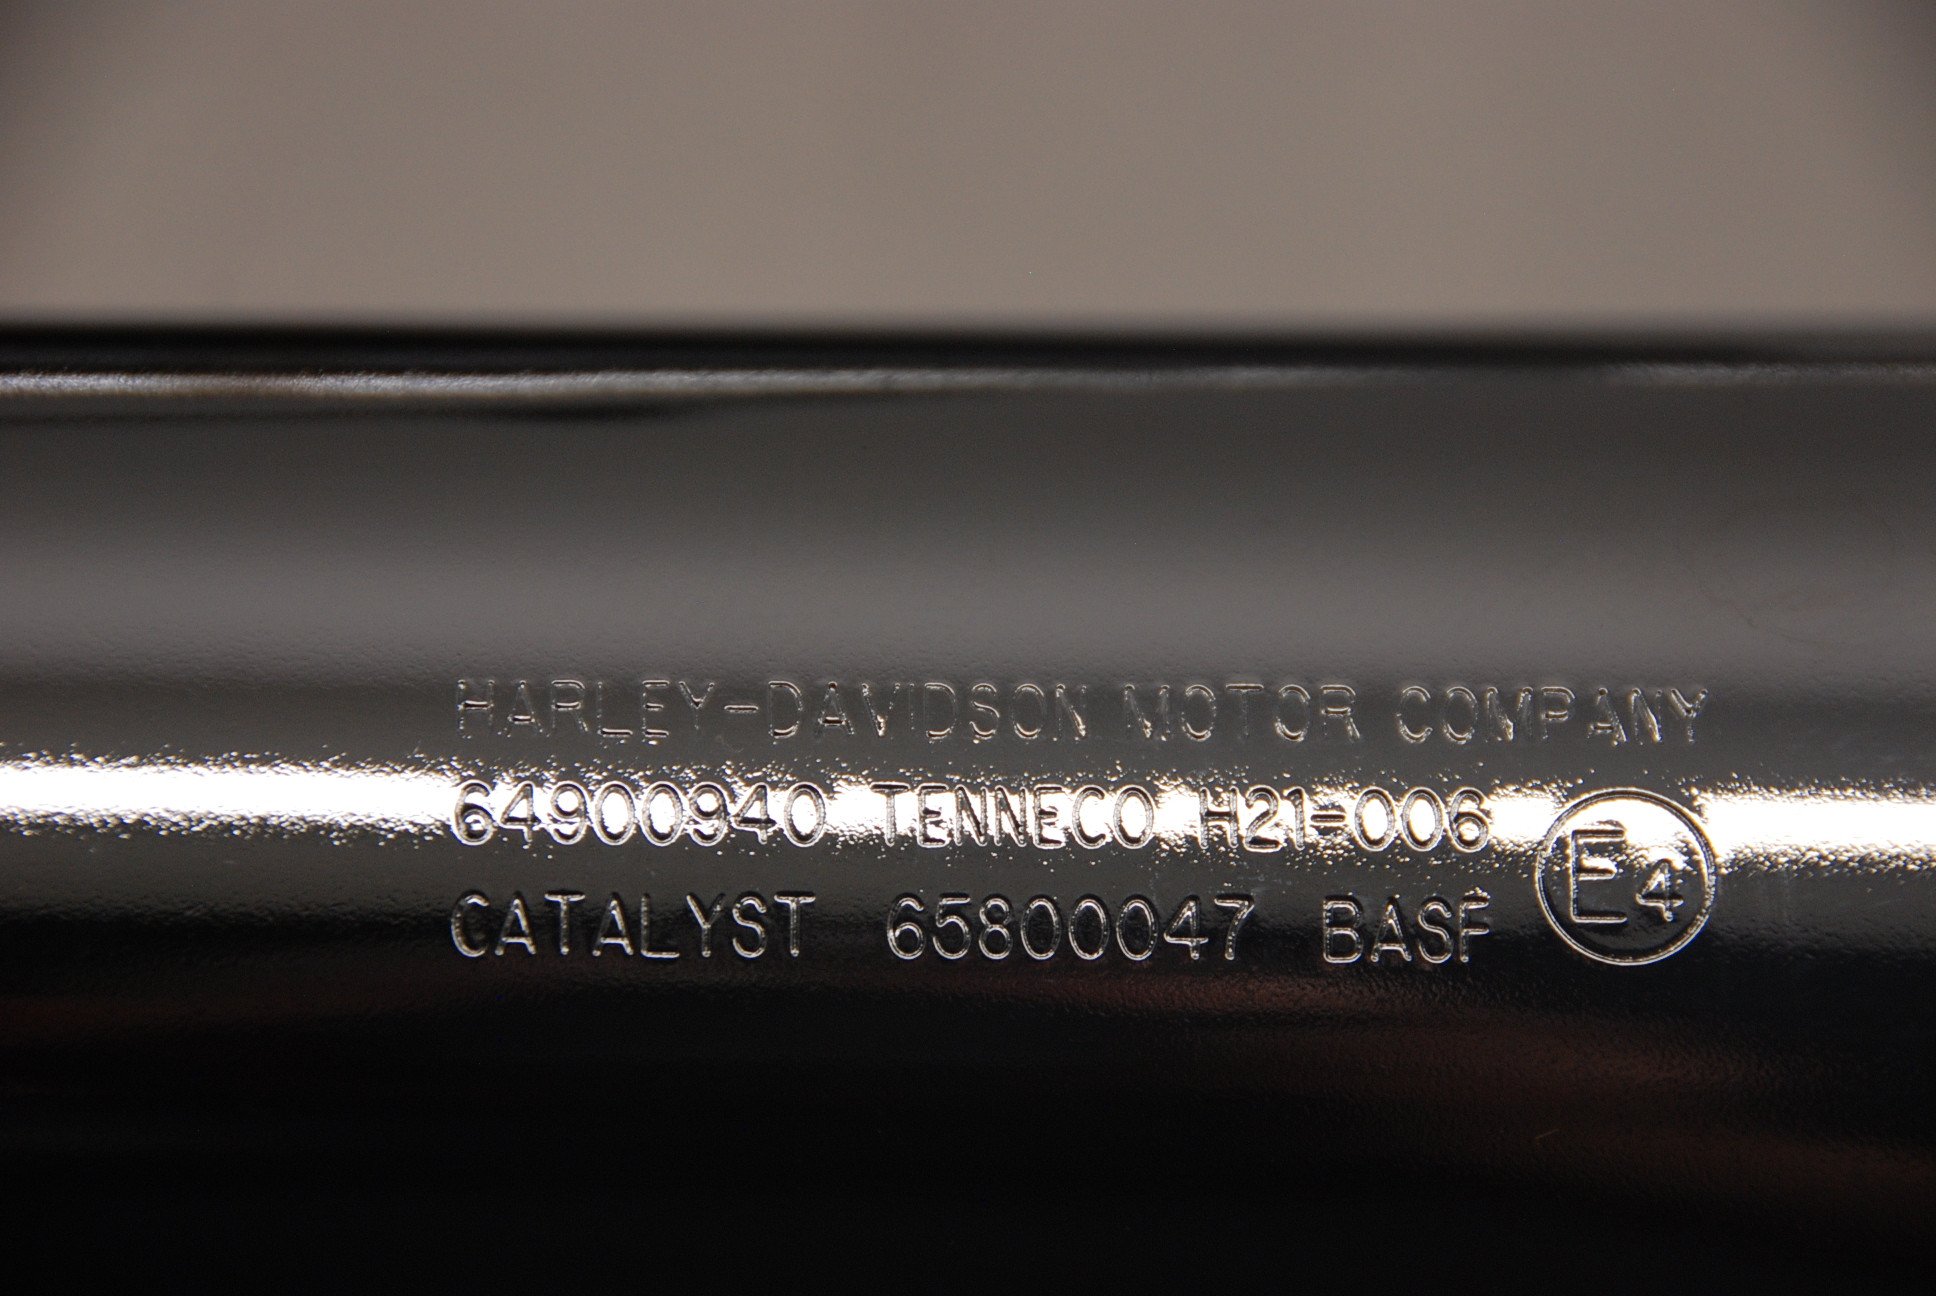 HARLEY-DAVIDSON MOTOR COMPANY
64900940 TENNECO H21-006
CATALYST 65800047 BASF
E4